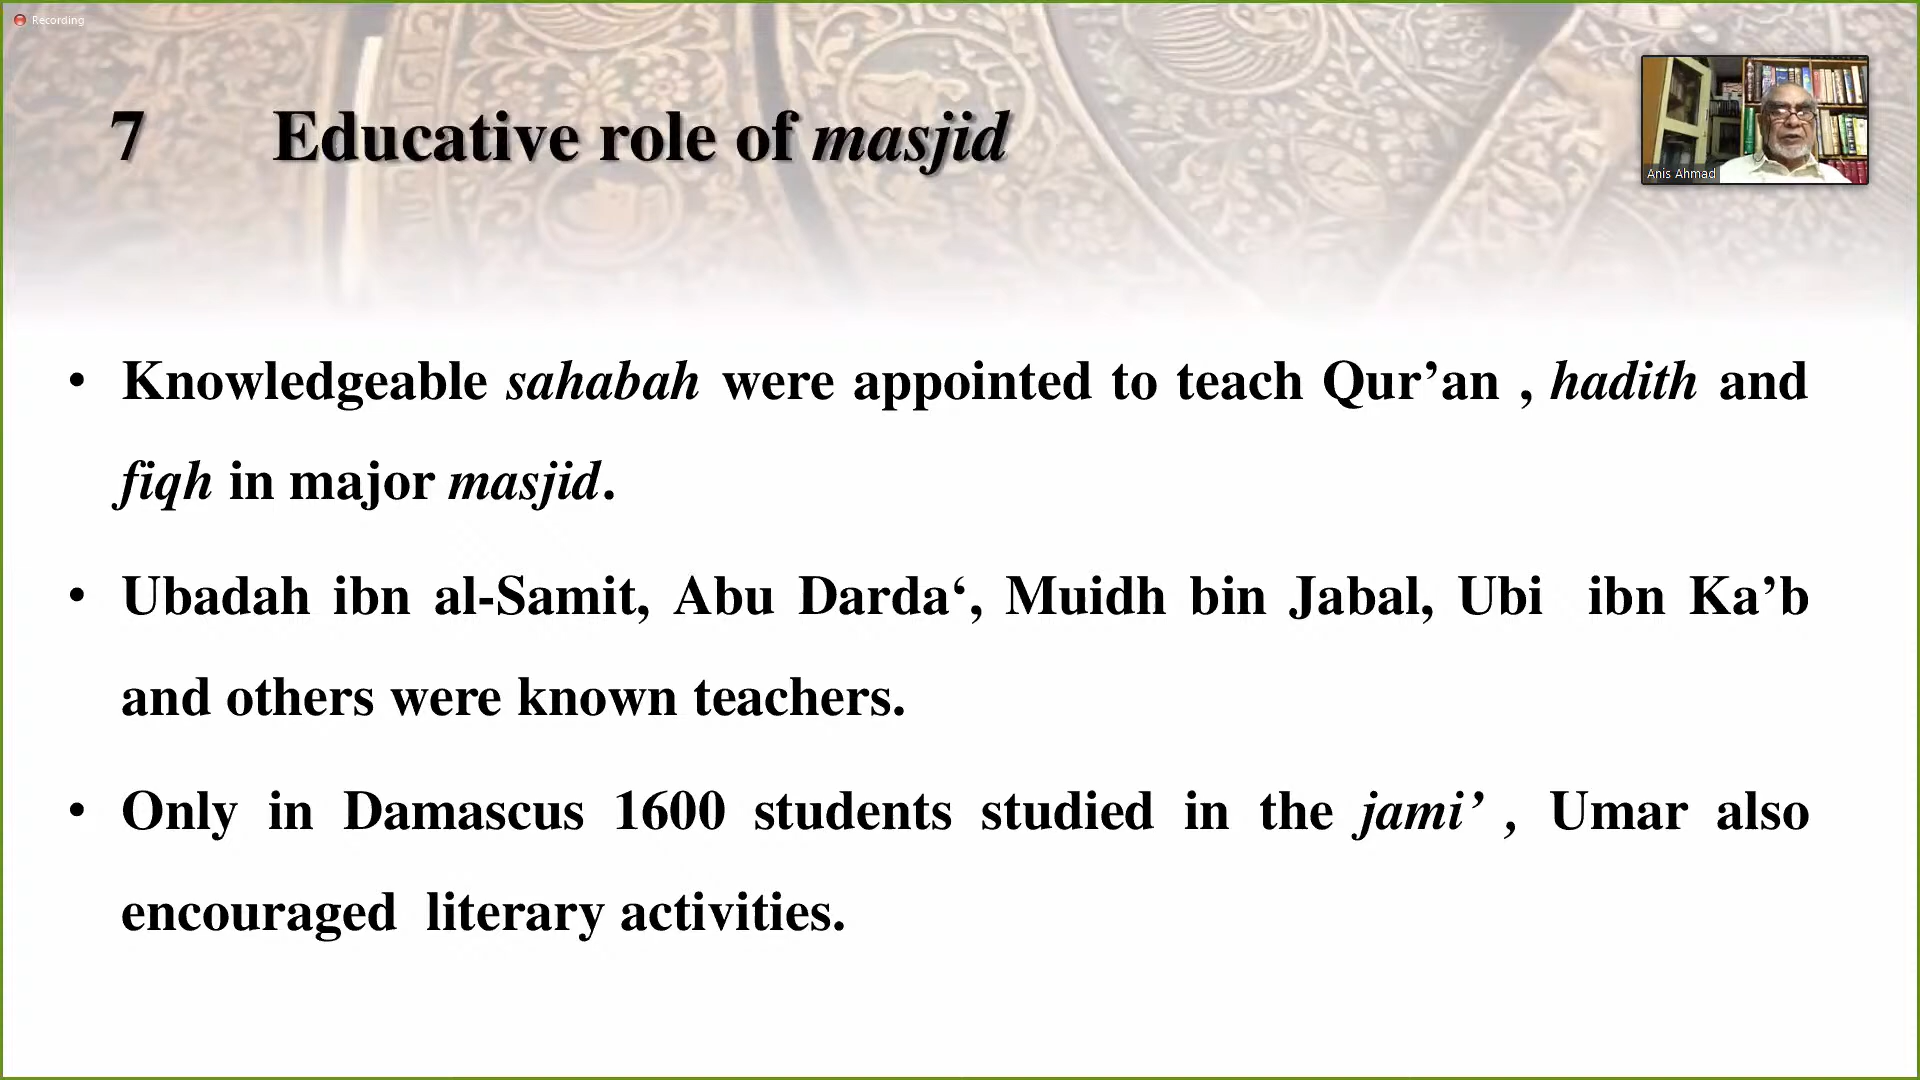 Recording
7 Educative role of masjid
Anis Ahmad
• Knowledgeable sahabah were appointed to teach Qur’an , hadith and
fiqh in major masjid.
• Ubadah ibn al-Samit, Abu Darda‘, Muidh bin Jabal, Ubi ibn Ka’b
and others were known teachers.
• Only in Damascus 1600 students studied in the jami’ , Umar also
encouraged literary activities.